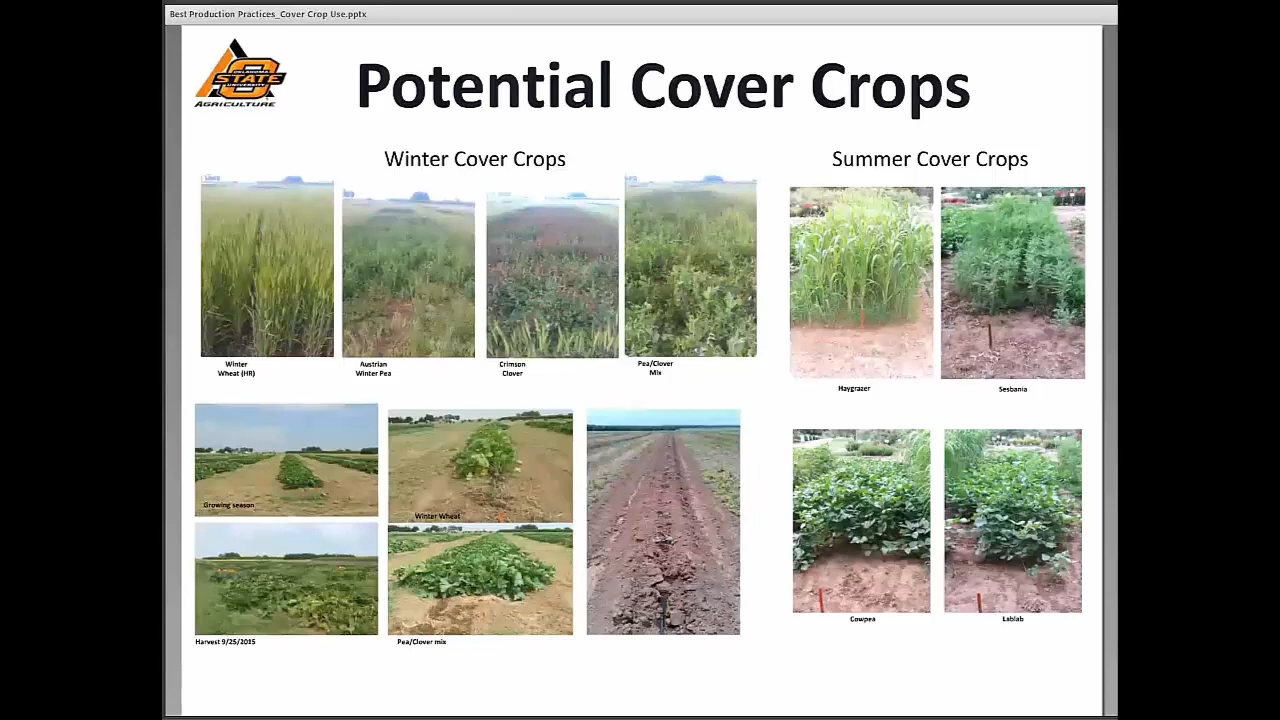 Best Production Practices_Cover Crop Use.pptx
OKLAHOMA
STATE
UNIVERSITY
AGRICULTURE
Potential Cover Crops
Winter Cover Crops
Summer Cover Crops
Winter
Wheat (HR)
Austrian
Winter Pea
Crimson
Clover
Pea/Clover
Mix
Haygrazer
Sesbania
Growing season
Winter Wheat
Harvest 9/25/2015
Pea/Clover mix
Cowpea
Lablab